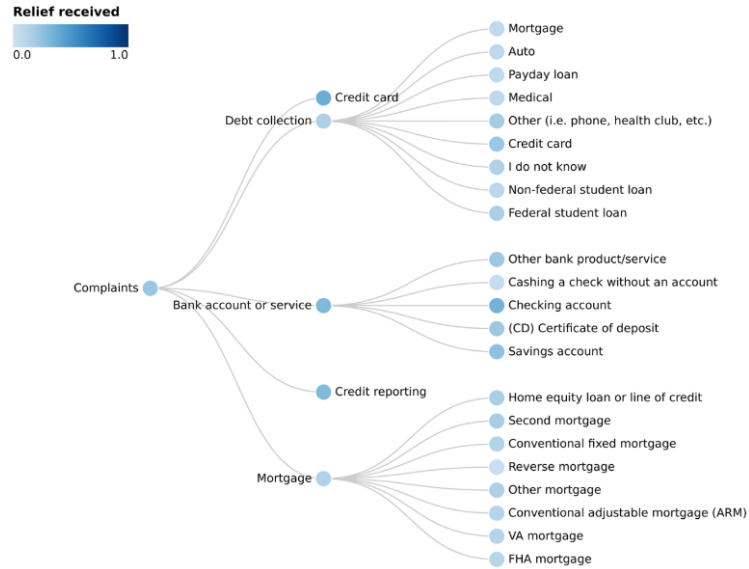 Relief received
0.0 1.0
Mortgage
Auto
Payday loan
Medical
Other (i.e. phone, health club, etc.)
Credit card
I do not know
Non-federal student loan
Federal student loan
Credit card
Debt collection
Other bank product/service
Cashing a check without an account
Checking account
(CD) Certificate of deposit
Savings account
Complaints
Bank account or service
Credit reporting
Home equity loan or line of credit
Second mortgage
Conventional fixed mortgage
Reverse mortgage
Other mortgage
Conventional adjustable mortgage (ARM)
VA mortgage
FHA mortgage
Mortgage